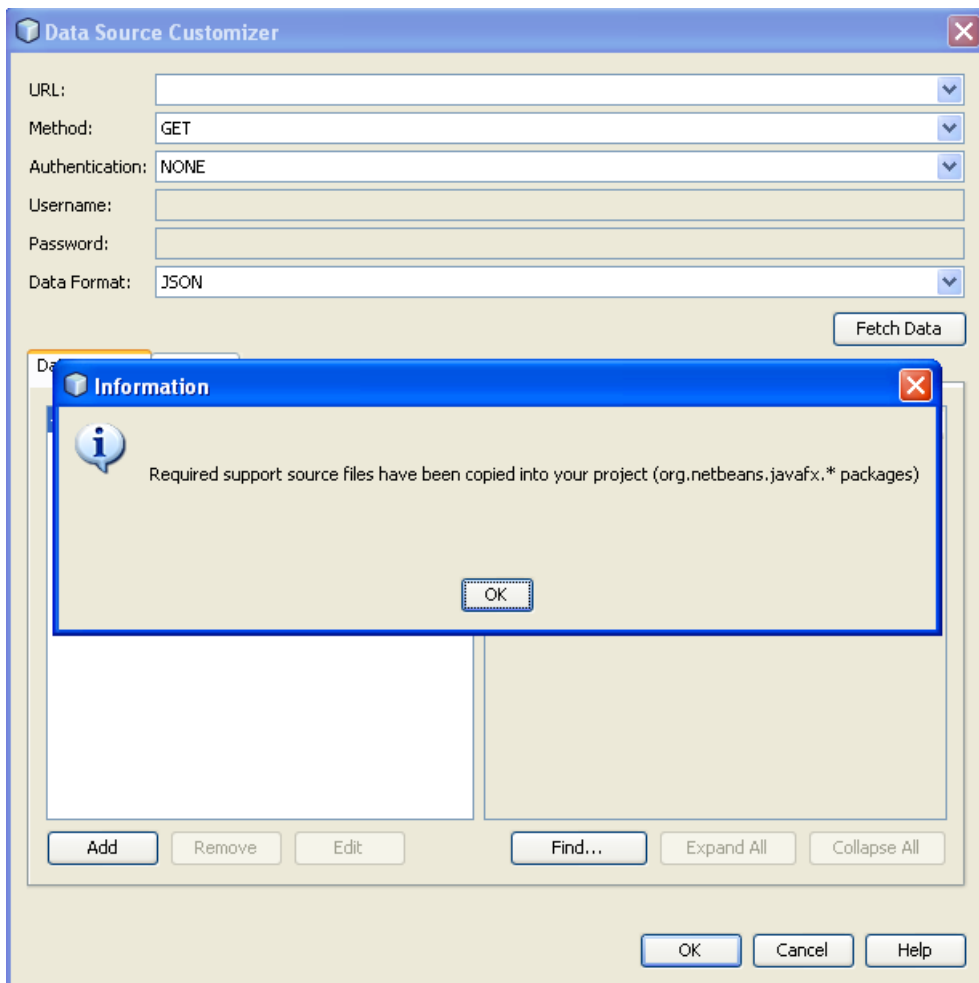 Data Source Customizer
URL:
Method: GET
Authentication: NONE
Username:
Password:
Data Format: JSON
Fetch Data
Information
Required support source files have been copied into your project (org.netbeans.javafx.* packages)
OK
Add Remove Edit Find... Expand All Collapse All
OK Cancel Help